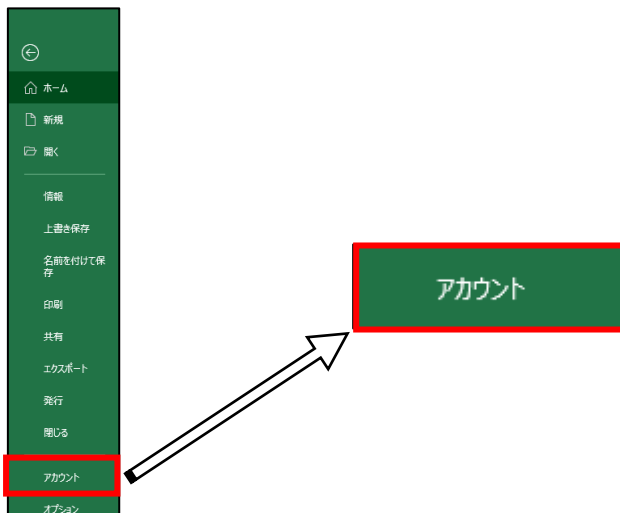 ホーム
新規
開く
情報
上書き保存
名前を付けて保
存
印刷
共有
エクスポート
発行
閉じる
アカウント
オプション
アカウント